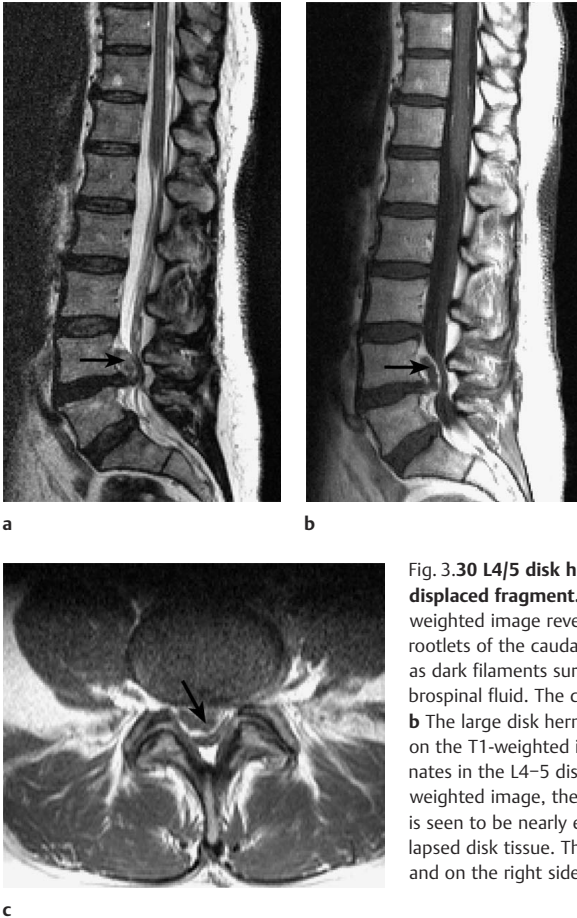 a
b
Fig. 3.30 L4/5 disk h
displaced fragment.
weighted image reve
rootlets of the cauda
as dark filaments sur
brospinal fluid. The c
b The large disk hern
on the T1-weighted i
nates in the L4–5 dis
weighted image, the
is seen to be nearly e
lapsed disk tissue. Th
and on the right side
c